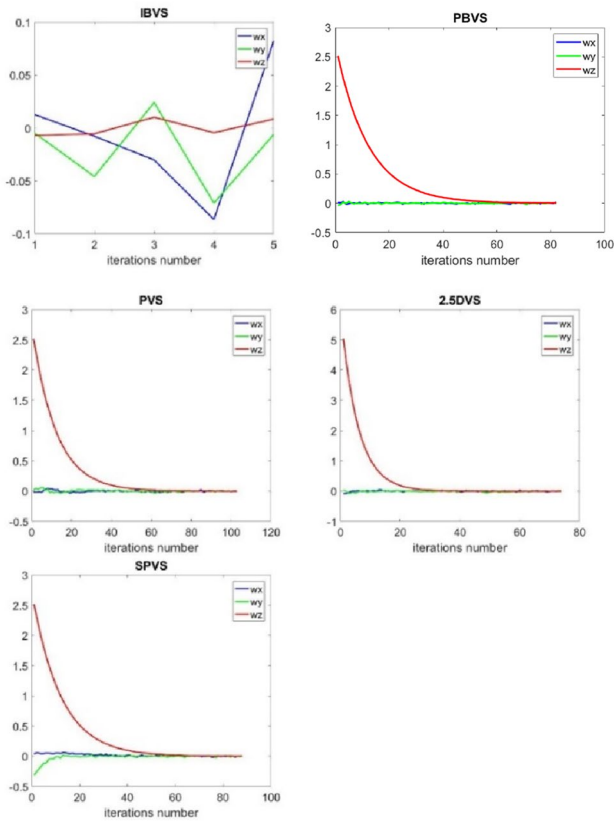 IBVS
0.1
0.05
0
-0.05
-0.1
1
2
3
4
5
iterations number
wx
wy
wz
PBVS
3
2.5
2
1.5
1
0.5
0
-0.5
0
20
40
60
80
100
iterations number
wx
wy
wz
PVS
3
2.5
2
1.5
1
0.5
0
-0.5
0
20
40
60
80
100
120
iterations number
wx
wy
wz
2.5DVS
6
5
4
3
2
1
0
-1
0
20
40
60
80
iterations number
wx
wy
wz
SPVS
3
2.5
2
1.5
1
0.5
0
-0.5
0
20
40
60
80
100
iterations number
wx
wy
wz